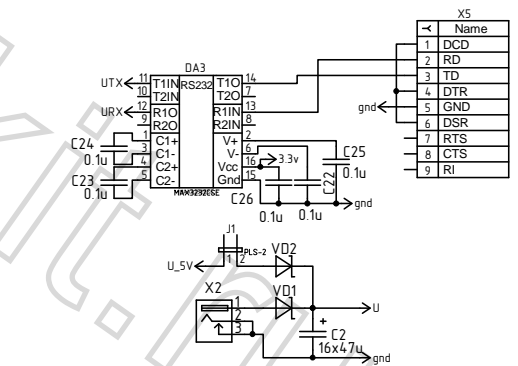 X5
Name
1 DCD
2 RD
3 TD
4 DTR
5 GND
6 DSR
7 RTS
8 CTS
9 RI
gnd
DA3
RS232
UTX 11 T1IN T1O 14
10 T2IN T2O 7
URX 12 R1O R1IN 13
9 R2O R2IN 8
1 C1+ V+ 2
3 C1- V- 6
4 C2+ Vcc 16 3.3v
5 C2- Gnd 15
MAX3232CSE
C24
0.1u
C23
0.1u
C25
0.1u
C22
0.1u
C26
0.1u
gnd
J1
PLS-2
1 2
U_5V
VD2
X2
1
2
3
VD1
U
+
C2
16x47u
gnd